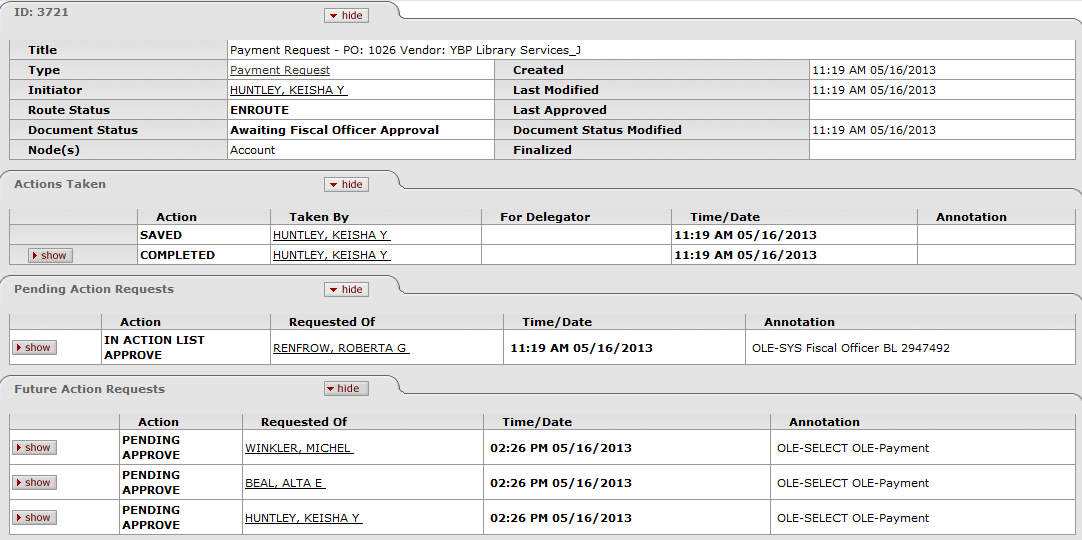 ID: 3721 hide
Title Payment Request - PO: 1026 Vendor: YBP Library Services_J
Type Payment Request Created 11:19 AM 05/16/2013
Initiator HUNTLEY, KEISHA Y Last Modified 11:19 AM 05/16/2013
Route Status ENROUTE Last Approved
Document Status Awaiting Fiscal Officer Approval Document Status Modified 11:19 AM 05/16/2013
Node(s) Account Finalized
Actions Taken hide
Action Taken By For Delegator Time/Date Annotation
SAVED HUNTLEY, KEISHA Y 11:19 AM 05/16/2013
show COMPLETED HUNTLEY, KEISHA Y 11:19 AM 05/16/2013
Pending Action Requests hide
Action Requested Of Time/Date Annotation
show IN ACTION LIST
APPROVE RENFROW, ROBERTA G 11:19 AM 05/16/2013 OLE-SYS Fiscal Officer BL 2947492
Future Action Requests hide
Action Requested Of Time/Date Annotation
show PENDING
APPROVE WINKLER, MICHEL 02:26 PM 05/16/2013 OLE-SELECT OLE-Payment
show PENDING
APPROVE BEAL, ALTA E 02:26 PM 05/16/2013 OLE-SELECT OLE-Payment
show PENDING
APPROVE HUNTLEY, KEISHA Y 02:26 PM 05/16/2013 OLE-SELECT OLE-Payment